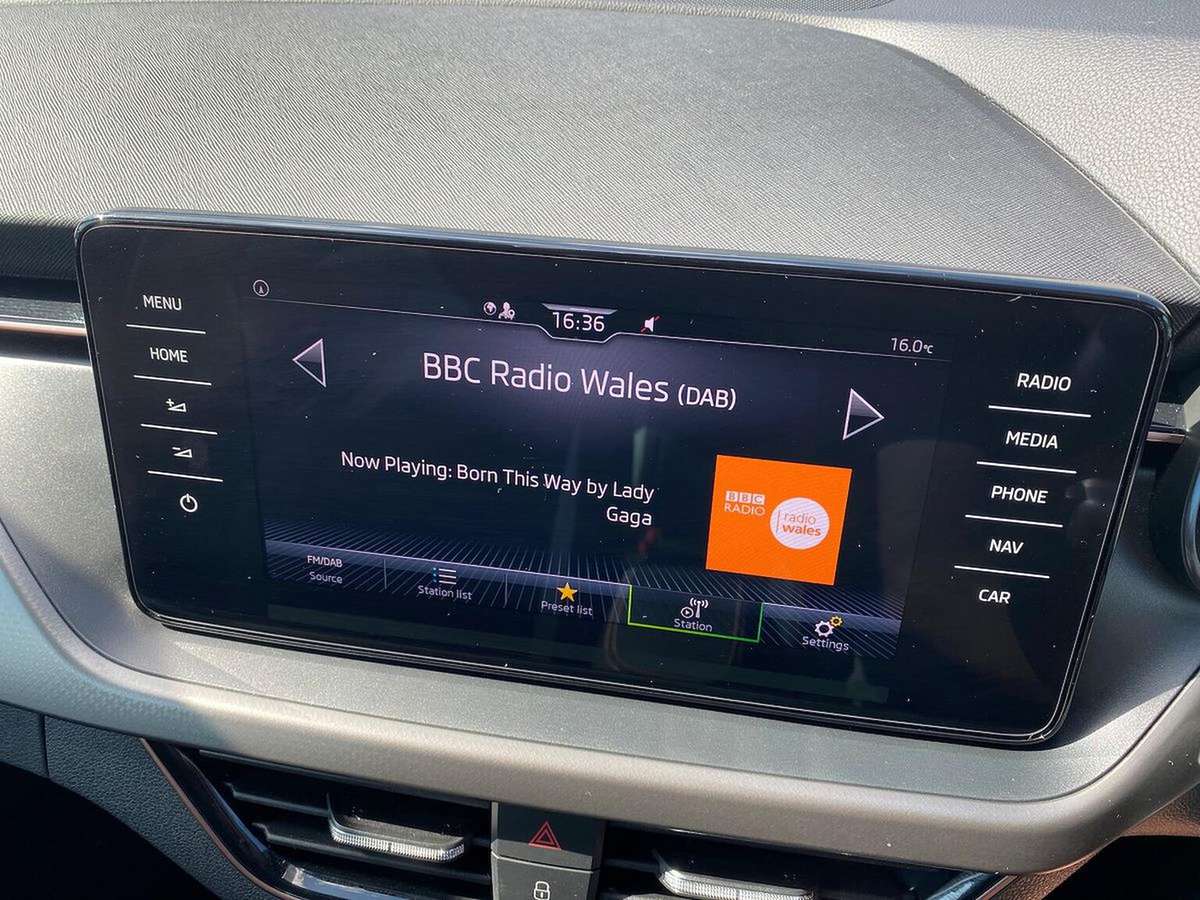 MENU
HOME
16:36
16.0°C
BBC Radio Wales (DAB)
Now Playing: Born This Way by Lady
Gaga
BBC
RADIO
radio
wales
FM/DAB
Source
Station list
Preset list
Station
Settings
RADIO
MEDIA
PHONE
NAV
CAR